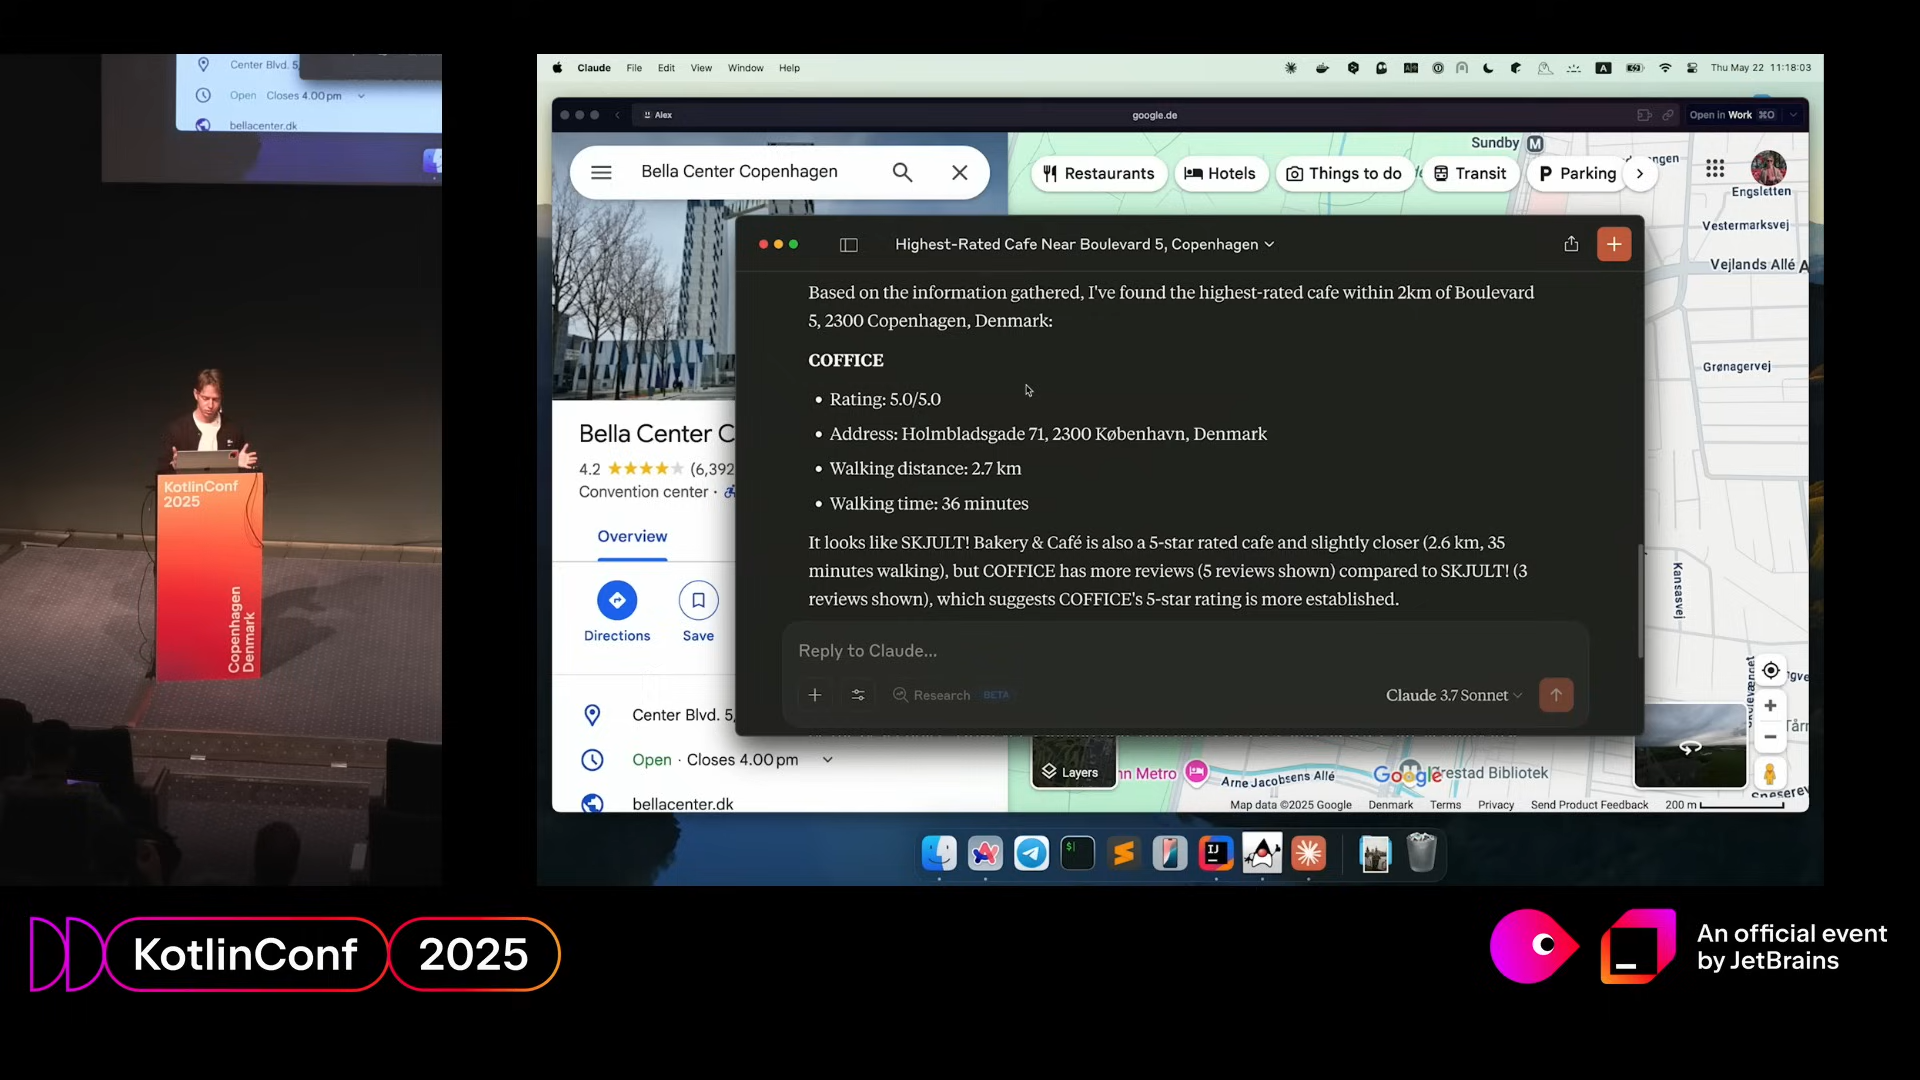 Center Blvd. 5,
Open Closes 4.00 pm
bellacenter.dk
KotlinConf
2025
Copenhagen
Denmark
Claude File Edit View Window Help
Thu May 22 11:18:03
Alex
google.de
Open in Work ⌘O
Bella Center Copenhagen
Restaurants
Hotels
Things to do
Transit
Parking
Sundby M
Engsletten
Vestermarksvej
Vejlands Allé
Grønagervej
Kansasvej
Bella Center C
4.2 (6,392
Convention center ·
Overview
Directions
Save
Center Blvd. 5,
Open · Closes 4.00 pm
bellacenter.dk
Highest-Rated Cafe Near Boulevard 5, Copenhagen
Based on the information gathered, I've found the highest-rated cafe within 2km of Boulevard
5, 2300 Copenhagen, Denmark:
COFFICE
• Rating: 5.0/5.0
• Address: Holmbladsgade 71, 2300 København, Denmark
• Walking distance: 2.7 km
• Walking time: 36 minutes
It looks like SKJULT! Bakery & Café is also a 5-star rated cafe and slightly closer (2.6 km, 35
minutes walking), but COFFICE has more reviews (5 reviews shown) compared to SKJULT! (3
reviews shown), which suggests COFFICE's 5-star rating is more established.
Reply to Claude...
Research BETA
Claude 3.7 Sonnet
Layers
Metro
Arne Jacobsens Allé
Google
Bibliotek
Map data ©2025 Google Denmark Terms Privacy Send Product Feedback 200 m
KotlinConf 2025
An official event
by JetBrains